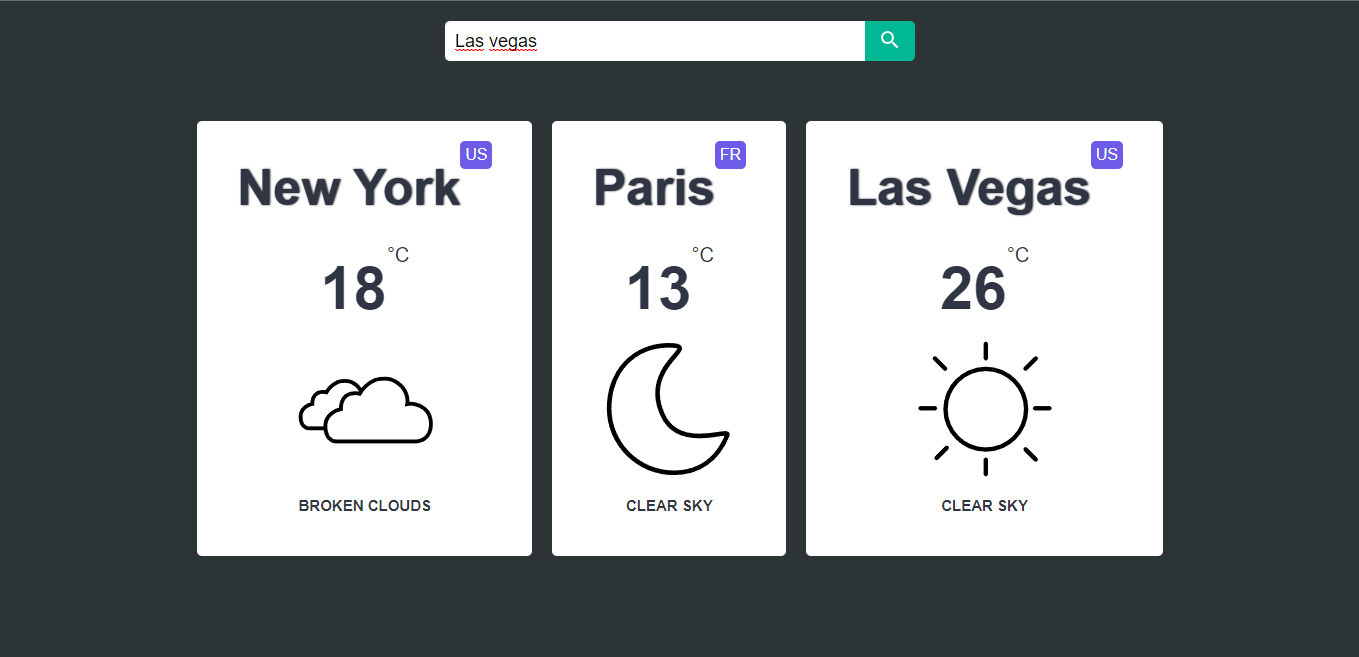 Las vegas
US
New York
°C
18
BROKEN CLOUDS
FR
Paris
°C
13
CLEAR SKY
US
Las Vegas
°C
26
CLEAR SKY